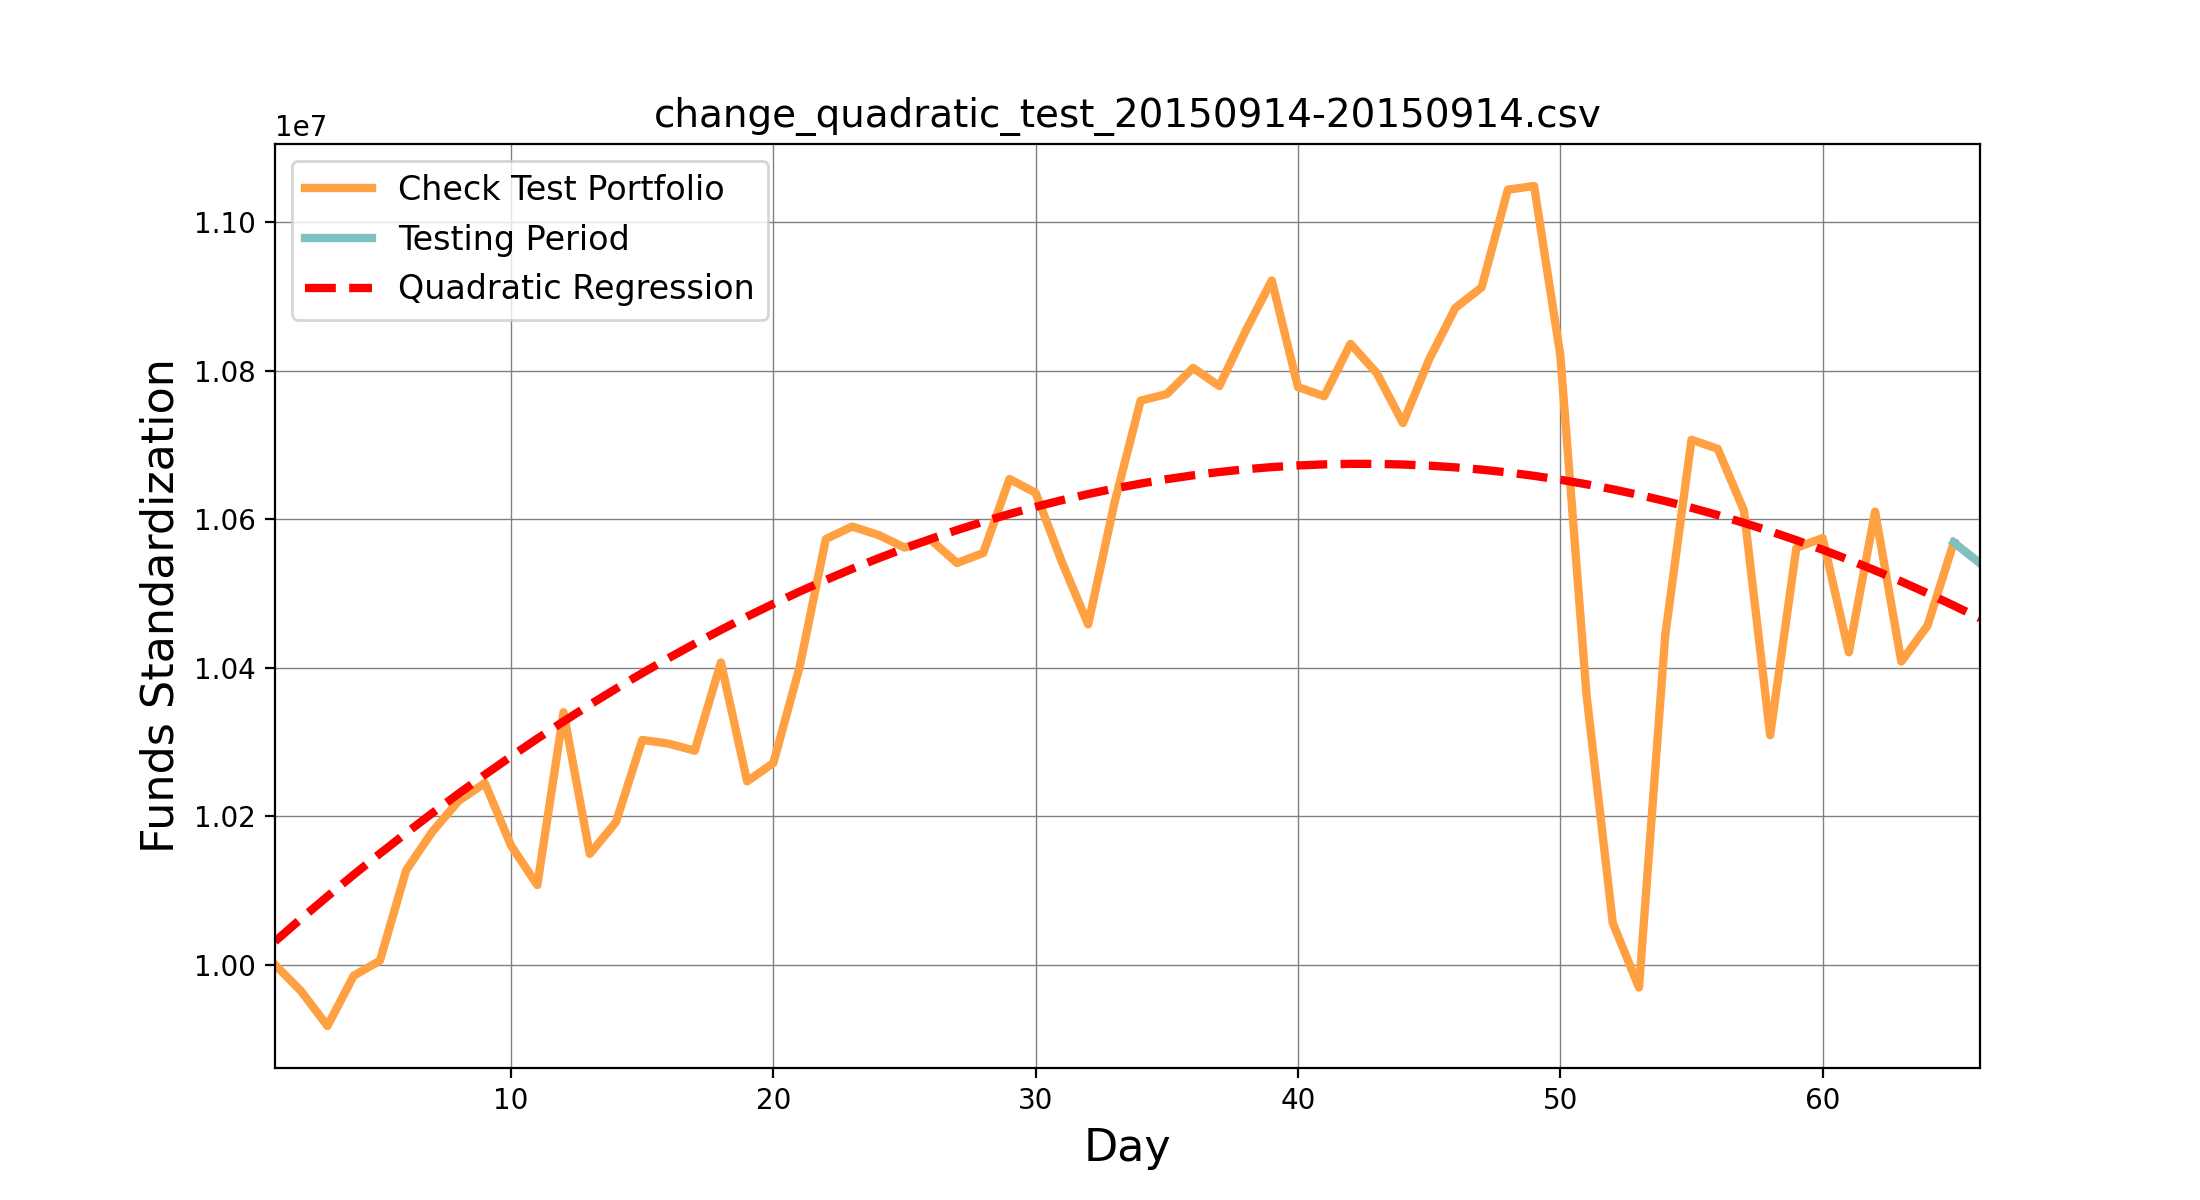 change_quadratic_test_20150914-20150914.csv
1e7
Check Test Portfolio
Testing Period
Quadratic Regression
1.10
1.08
1.06
1.04
1.02
1.00
Funds Standardization
10 20 30 40 50 60
Day